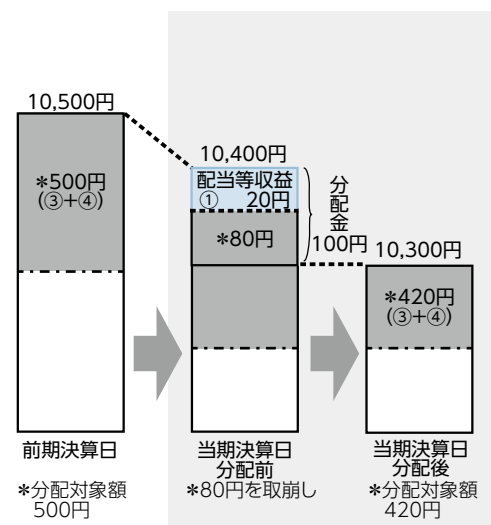 10,500円
*500円
(③+④)
前期決算日
*分配対象額
500円
10,400円
配当等収益
① 20円
*80円
分配金
100円
当期決算日
分配前
*80円を取崩し
10,300円
*420円
(③+④)
当期決算日
分配後
*分配対象額
420円